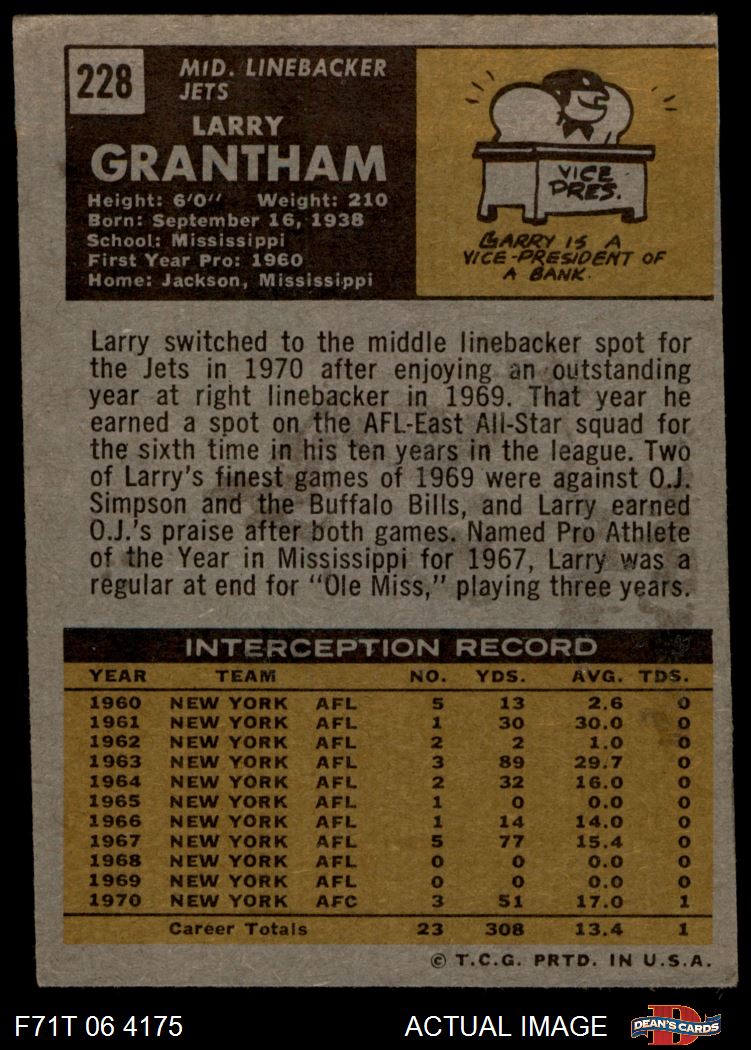 228
MID. LINEBACKER
JETS
LARRY
GRANTHAM
Height: 6'0" Weight: 210
Born: September 16, 1938
School: Mississippi
First Year Pro: 1960
Home: Jackson, Mississippi
VICE
PRES.
LARRY IS A
VICE-PRESIDENT OF
A BANK.
Larry switched to the middle linebacker spot for
the Jets in 1970 after enjoying an outstanding
year at right linebacker in 1969. That year he
earned a spot on the AFL-East All-Star squad for
the sixth time in his ten years in the league. Two
of Larry's finest games of 1969 were against O.J.
Simpson and the Buffalo Bills, and Larry earned
O.J.'s praise after both games. Named Pro Athlete
of the Year in Mississippi for 1967, Larry was a
regular at end for "Ole Miss," playing three years.
INTERCEPTION RECORD
YEAR TEAM NO. YDS. AVG. TDS.
1960 NEW YORK AFL 5 13 2.6 0
1961 NEW YORK AFL 1 30 30.0 0
1962 NEW YORK AFL 2 2 1.0 0
1963 NEW YORK AFL 3 89 29.7 0
1964 NEW YORK AFL 2 32 16.0 0
1965 NEW YORK AFL 1 0 0.0 0
1966 NEW YORK AFL 1 14 14.0 0
1967 NEW YORK AFL 5 77 15.4 0
1968 NEW YORK AFL 0 0 0.0 0
1969 NEW YORK AFL 0 0 0.0 0
1970 NEW YORK AFC 3 51 17.0 1
Career Totals 23 308 13.4 1
© T.C.G. PRTD. IN U.S.A.
F71T 06 4175 ACTUAL IMAGE D DEAN'S CARDS